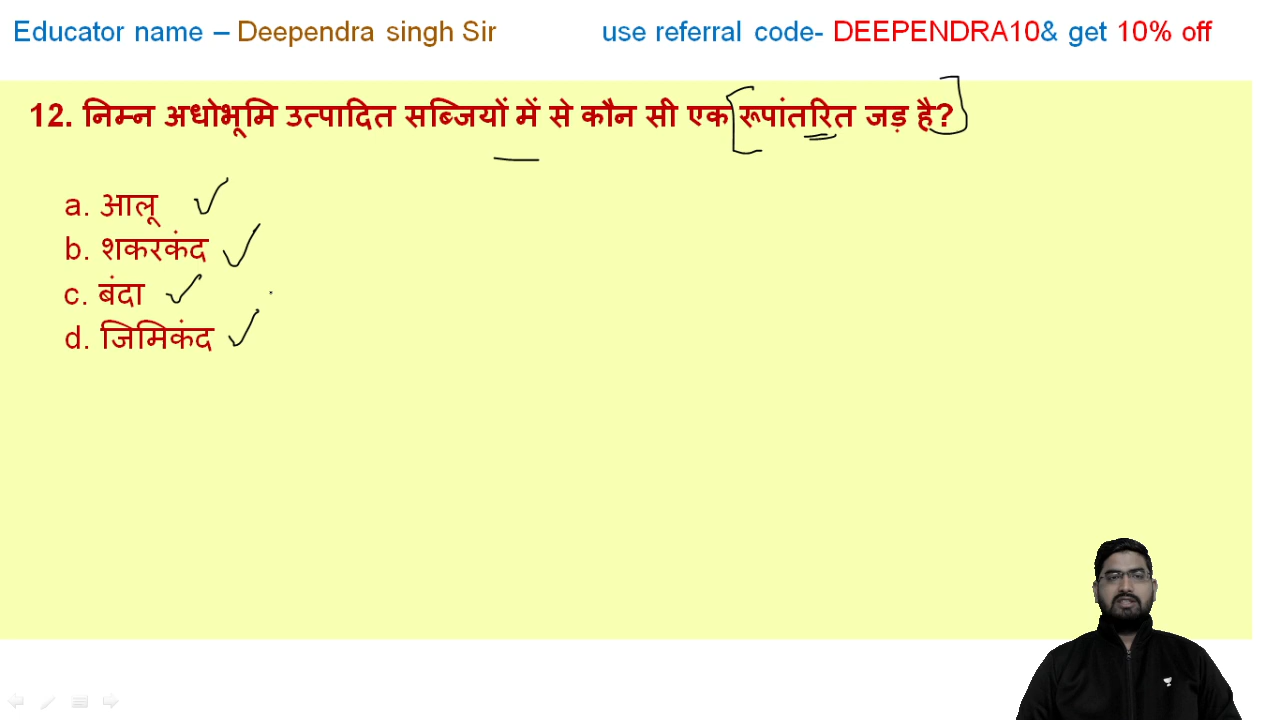 Educator name – Deependra singh Sir use referral code- DEEPENDRA10& get 10% off
12. निम्न अधोभूमि उत्पादित सब्जियों में से कौन सी एक रूपांतरित जड़ है?
a. आलू
b. शकरकंद
c. बंदा
d. जिमिकंद